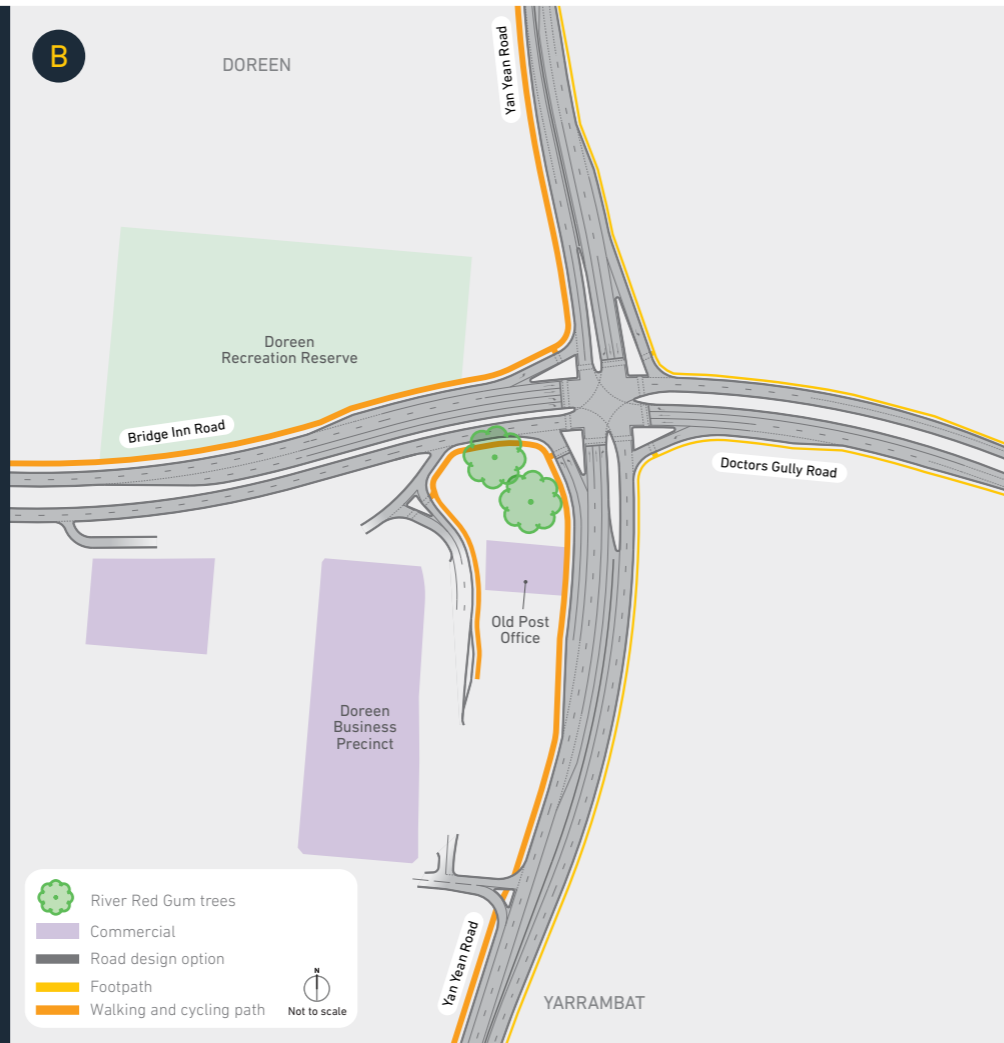 B
DOREEN
Yan Yean Road
Doreen
Recreation Reserve
Bridge Inn Road
Doctors Gully Road
Old Post
Office
Doreen
Business
Precinct
Yan Yean Road
YARRAMBAT
River Red Gum trees
Commercial
Road design option
Footpath
Walking and cycling path
N
Not to scale